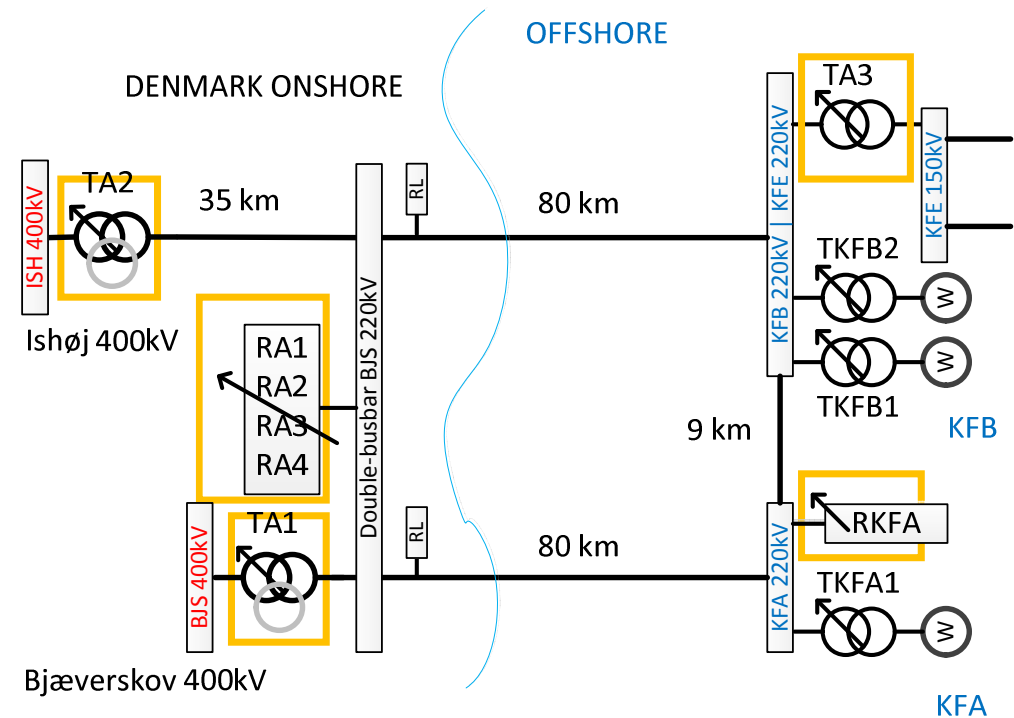 OFFSHORE
DENMARK ONSHORE
TA3
KFE 220kV
KFB 220kV |
KFE 150kV
TA2
ISH 400kV
35 km
RL
80 km
Ishøj 400kV
TKFB2
W
TKFB1
W
KFB
RA1
RA2
RA3
RA4
Double-busbar BJS 220kV
9 km
TA1
BJS 400kV
RL
80 km
KFA 220kV
RKFA
TKFA1
W
Bjæverskov 400kV
KFA